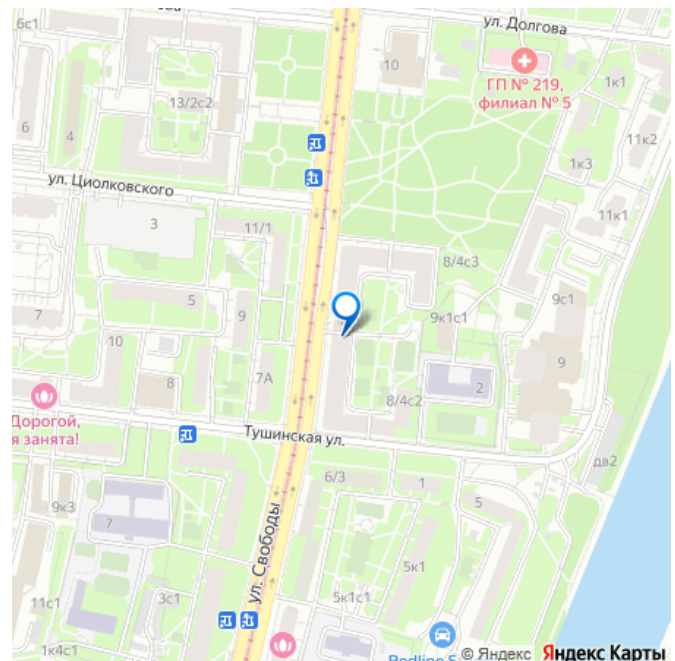 6с1
ул. Долгова
10
ГП № 219,
филиал № 5
1к1
13/2с2
6
4
11к2
1к3
ул. Циолковского
11к1
3
11/1
8/4с3
9с1
5
7
9
9к1с1
10
9
7А
8
2
8/4с2
Дорогой,
я занята!
Тушинская ул.
дв2
6/3
1
5
9к3
7
ул. Свободы
5к1
3с1
5к1с1
11с1
1к4с1
© Яндекс
Яндекс Карты